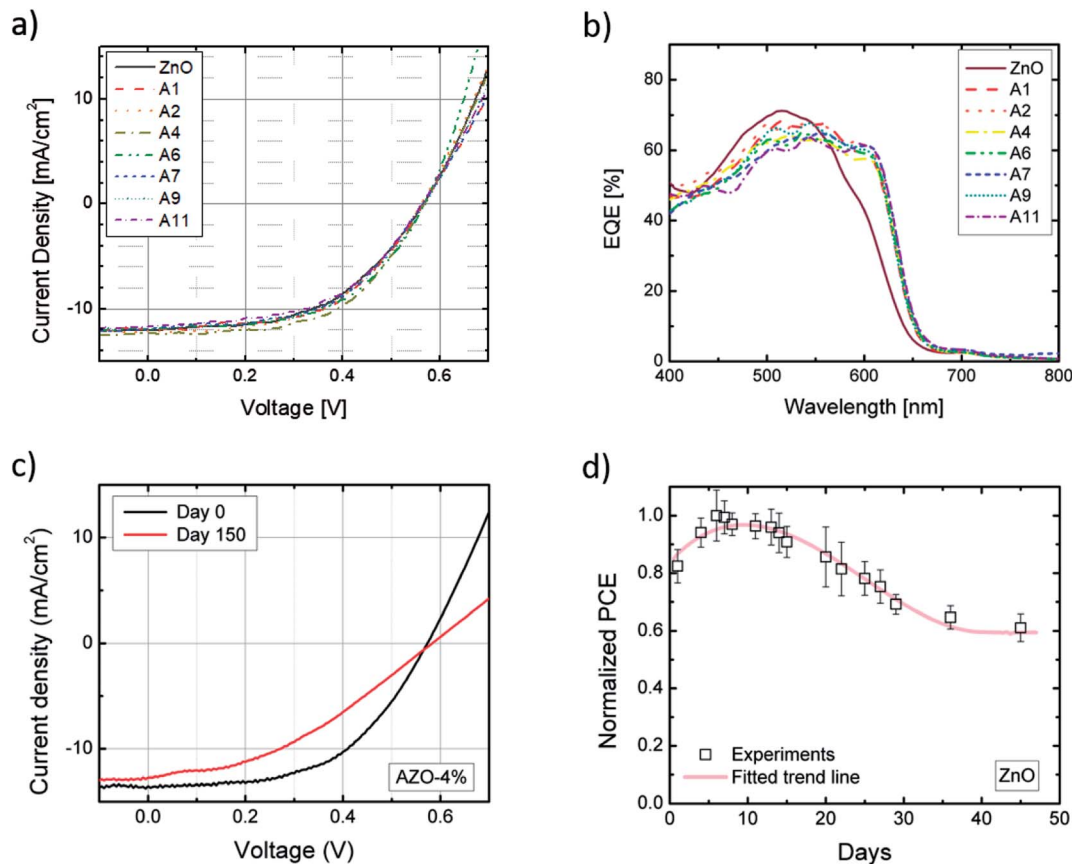 a)
ZnO
A1
A2
A4
A6
A7
A9
A11
10
0
-10
0.0
0.2
0.4
0.6
Current Density [mA/cm²]
Voltage [V]
b)
ZnO
A1
A2
A4
A6
A7
A9
A11
80
60
40
20
0
400
500
600
700
800
EQE [%]
Wavelength [nm]
c)
Day 0
Day 150
10
0
-10
0.0
0.2
0.4
0.6
AZO-4%
Current density (mA/cm²)
Voltage (V)
d)
1.0
0.8
0.6
0.4
0.2
0.0
0
10
20
30
40
50
Experiments
Fitted trend line
ZnO
Normalized PCE
Days